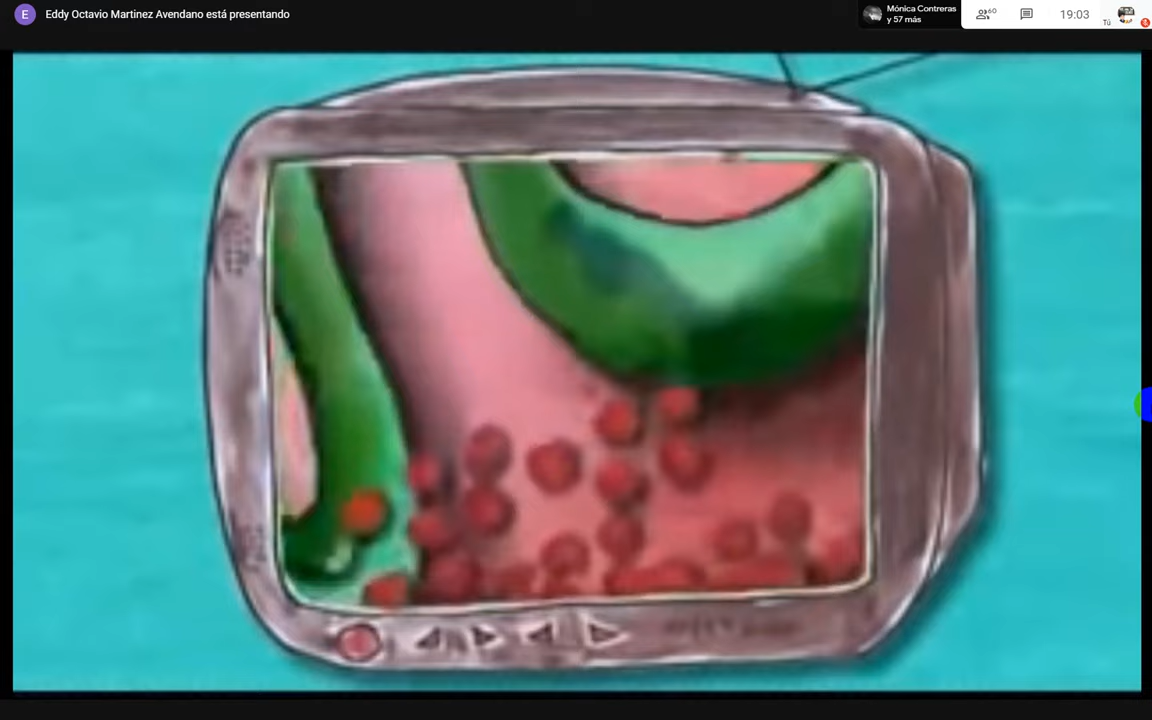 E
Eddy Octavio Martinez Avendano está presentando
Mónica Contreras
y 57 más
60
19:03
Tú